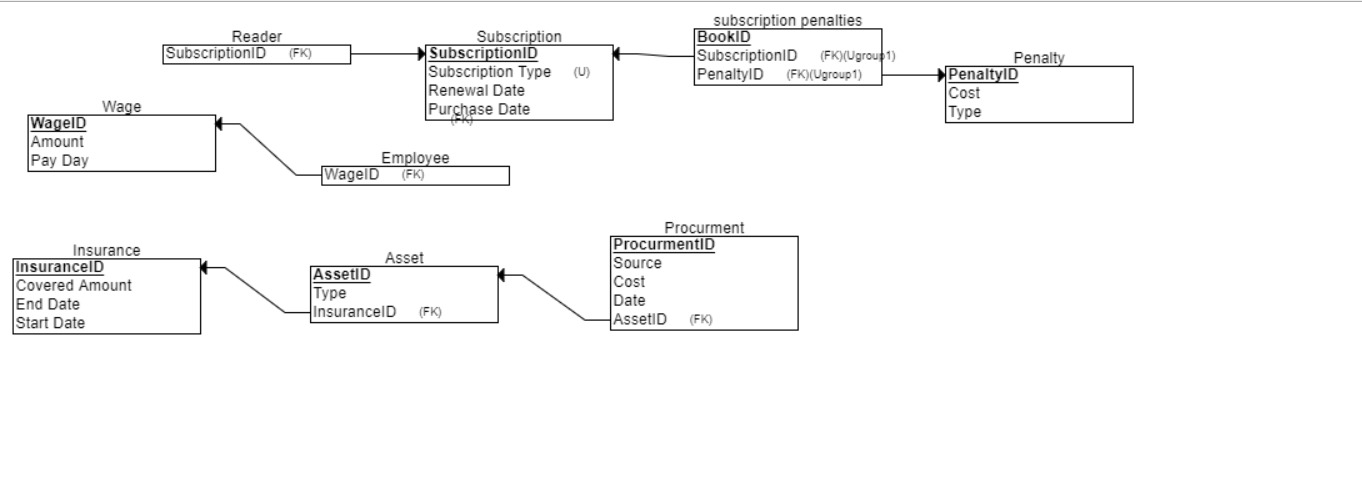 Reader
SubscriptionID (FK)
Subscription
SubscriptionID
Subscription Type (U)
Renewal Date
Purchase Date
(FK)
subscription penalties
BookID
SubscriptionID (FK)(Ugroup1)
PenaltyID (FK)(Ugroup1)
Penalty
PenaltyID
Cost
Type
Wage
WageID
Amount
Pay Day
Employee
WageID (FK)
Insurance
InsuranceID
Covered Amount
End Date
Start Date
Asset
AssetID
Type
InsuranceID (FK)
Procurment
ProcurmentID
Source
Cost
Date
AssetID (FK)